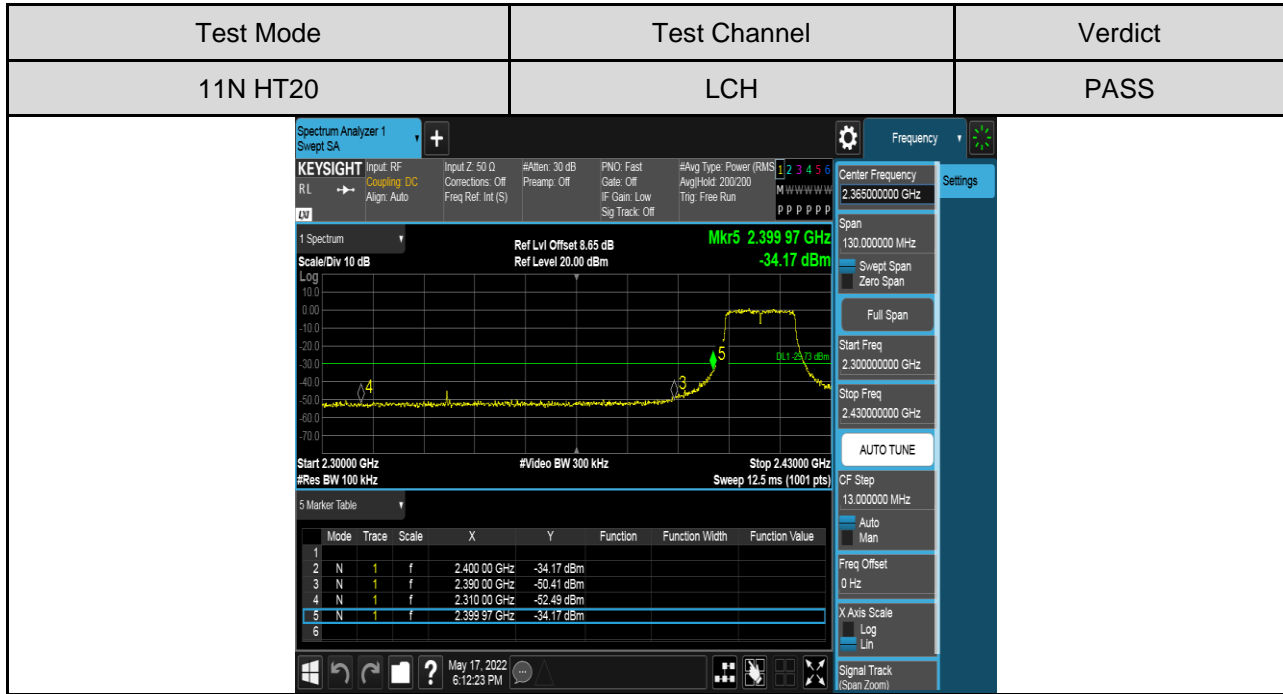 Test Mode Test Channel Verdict
11N HT20 LCH PASS
Spectrum Analyzer 1
Swept SA
+
Frequency
KEYSIGHT
RL
LXI
Input: RF
Coupling: DC
Align: Auto
Input Z: 50 Ω
Corrections: Off
Freq Ref: Int (S)
#Atten: 30 dB
Preamp: Off
PNO: Fast
Gate: Off
IF Gain: Low
Sig Track: Off
#Avg Type: Power (RMS
Avg|Hold: 200/200
Trig: Free Run
1 2 3 4 5 6
M W W W W W
P P P P P P
1 Spectrum
Scale/Div 10 dB
Ref Lvl Offset 8.65 dB
Ref Level 20.00 dBm
Mkr5 2.399 97 GHz
-34.17 dBm
Log
10.0
0.00
-10.0
-20.0
-30.0
-40.0
-50.0
-60.0
-70.0
4
3
5
DL1 -29.73 dBm
Start 2.30000 GHz
#Res BW 100 kHz
#Video BW 300 kHz
Stop 2.43000 GHz
Sweep 12.5 ms (1001 pts)
5 Marker Table
Mode Trace Scale X Y Function Function Width Function Value
1
2 N 1 f 2.400 00 GHz -34.17 dBm
3 N 1 f 2.390 00 GHz -50.41 dBm
4 N 1 f 2.310 00 GHz -52.49 dBm
5 N 1 f 2.399 97 GHz -34.17 dBm
6
?
May 17, 2022
6:12:23 PM
Center Frequency
2.365000000 GHz
Settings
Span
130.000000 MHz
Swept Span
Zero Span
Full Span
Start Freq
2.300000000 GHz
Stop Freq
2.430000000 GHz
AUTO TUNE
CF Step
13.000000 MHz
Auto
Man
Freq Offset
0 Hz
X Axis Scale
Log
Lin
Signal Track
(Span Zoom)